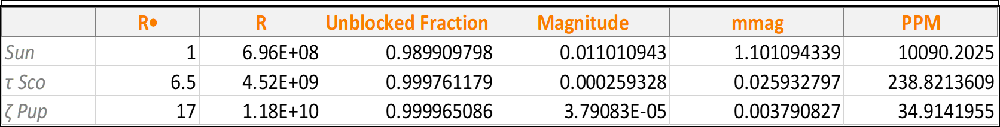 R• R Unblocked Fraction Magnitude mmag PPM
Sun 1 6.96E+08 0.989909798 0.011010943 1.101094339 10090.2025
τ Sco 6.5 4.52E+09 0.999761179 0.000259328 0.025932797 238.8213609
ζ Pup 17 1.18E+10 0.999965086 3.79083E-05 0.003790827 34.9141955